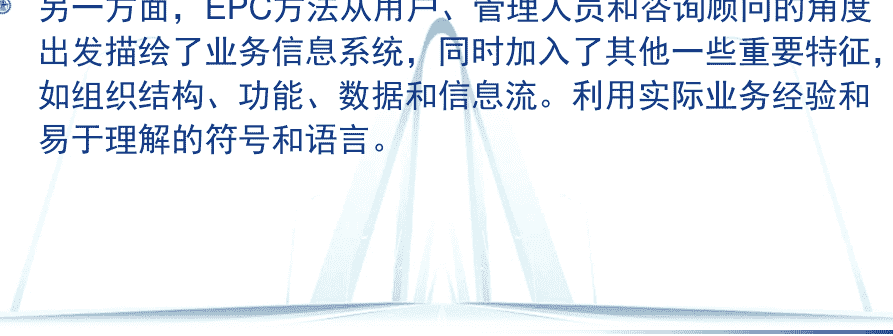 另一方面，EPC方法从用户、管理人员和咨询顾问的角度
出发描绘了业务信息系统，同时加入了其他一些重要特征，
如组织结构、功能、数据和信息流。利用实际业务经验和
易于理解的符号和语言。